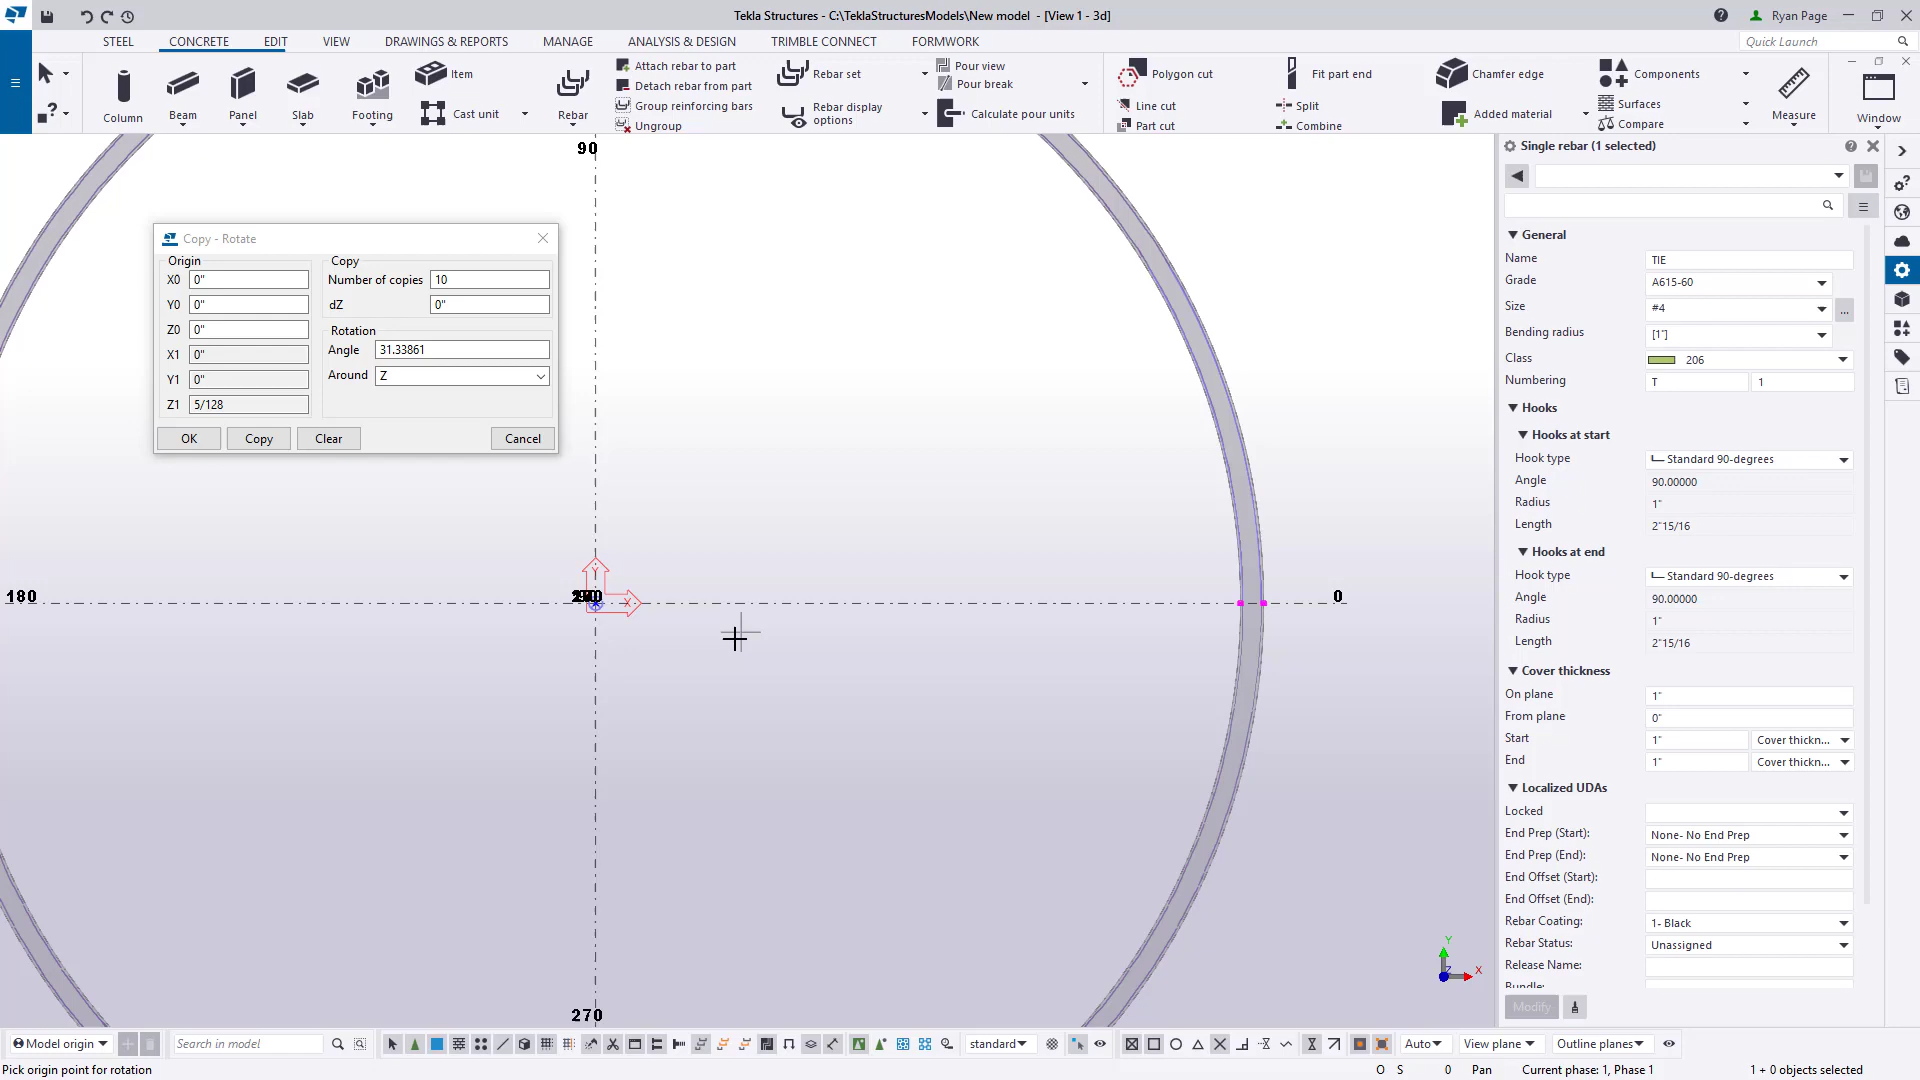 Tekla Structures - C:\TeklaStructuresModels\New model - [View 1 - 3d]
Ryan Page
STEEL CONCRETE EDIT VIEW DRAWINGS & REPORTS MANAGE ANALYSIS & DESIGN TRIMBLE CONNECT FORMWORK
Quick Launch
Column
Beam
Panel
Slab
Footing
Item
Cast unit
Rebar
Attach rebar to part
Detach rebar from part
Group reinforcing bars
Ungroup
Rebar set
Rebar display
options
Pour view
Pour break
Calculate pour units
Polygon cut
Line cut
Part cut
Fit part end
Split
Combine
Chamfer edge
Added material
Components
Surfaces
Compare
Measure
Window
90
180
0
270
Copy - Rotate
Origin
X0 0"
Y0 0"
Z0 0"
X1 0"
Y1 0"
Z1 5/128
Copy
Number of copies 10
dZ 0"
Rotation
Angle 31.33861
Around Z
OK Copy Clear Cancel
Y
X
Single rebar (1 selected)
General
Name TIE
Grade A615-60
Size #4 ...
Bending radius [1"]
Class 206
Numbering T 1
Hooks
Hooks at start
Hook type Standard 90-degrees
Angle 90.00000
Radius 1"
Length 2"15/16
Hooks at end
Hook type Standard 90-degrees
Angle 90.00000
Radius 1"
Length 2"15/16
Cover thickness
On plane 1"
From plane 0"
Start 1" Cover thickn...
End 1" Cover thickn...
Localized UDAs
Locked
End Prep (Start): None- No End Prep
End Prep (End): None- No End Prep
End Offset (Start):
End Offset (End):
Rebar Coating: 1- Black
Rebar Status: Unassigned
Release Name:
Bundle:
Modify
Y
Z
X
Model origin Search in model standard Auto View plane Outline planes
Pick origin point for rotation O S 0 Pan Current phase: 1, Phase 1 1 + 0 objects selected